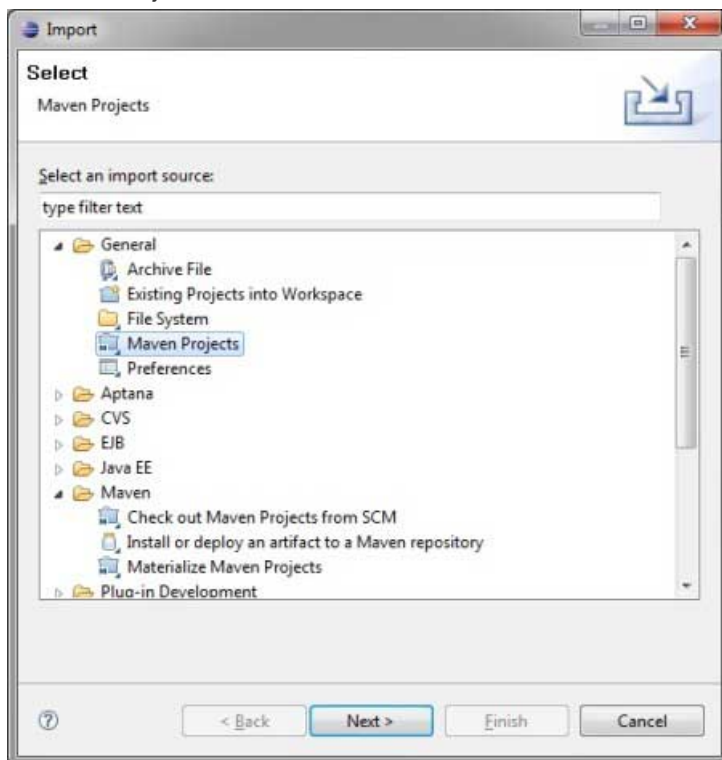 Import
Select
Maven Projects
Select an import source:
type filter text
General
Archive File
Existing Projects into Workspace
File System
Maven Projects
Preferences
Aptana
CVS
EJB
Java EE
Maven
Check out Maven Projects from SCM
Install or deploy an artifact to a Maven repository
Materialize Maven Projects
Plug-in Development
< Back Next > Finish Cancel